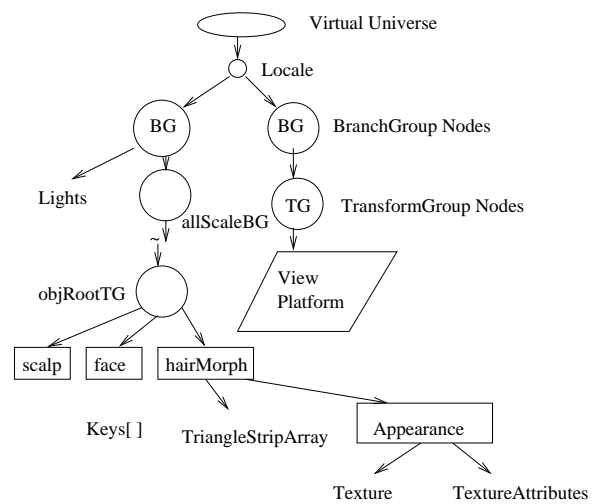 Virtual Universe
Locale
BG
BG
BranchGroup Nodes
Lights
allScaleBG
TG
TransformGroup Nodes
~
objRootTG
View
Platform
scalp
face
hairMorph
Keys[ ]
TriangleStripArray
Appearance
Texture
TextureAttributes